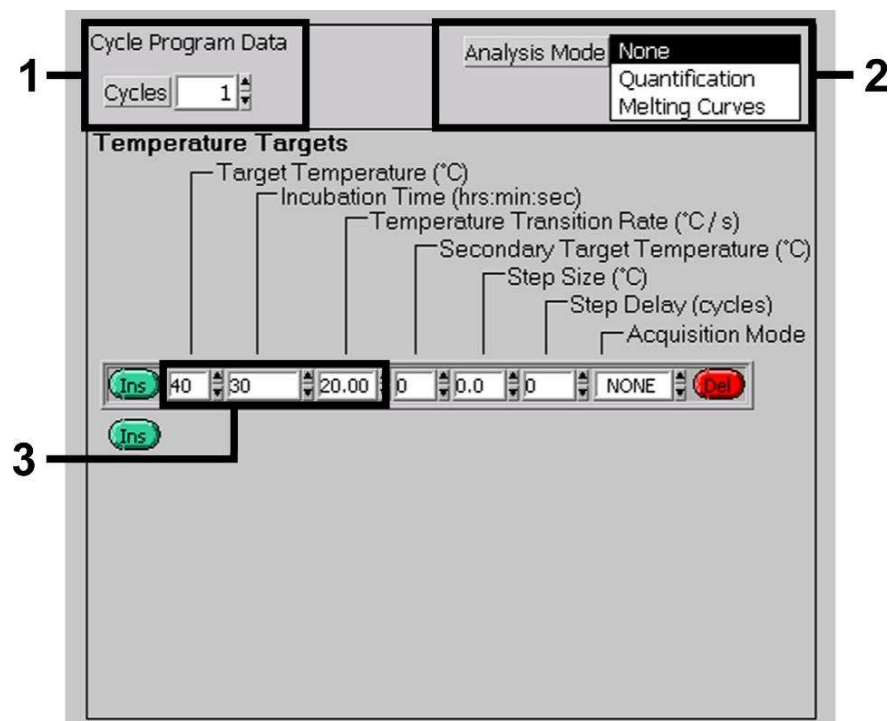 Cycle Program Data
1
Cycles 1
Analysis Mode None
Quantification
Melting Curves
2
Temperature Targets
Target Temperature (°C)
Incubation Time (hrs:min:sec)
Temperature Transition Rate (°C / s)
Secondary Target Temperature (°C)
Step Size (°C)
Step Delay (cycles)
Acquisition Mode
Ins 40 30 20.00 0 0.0 0 NONE Del
Ins
3